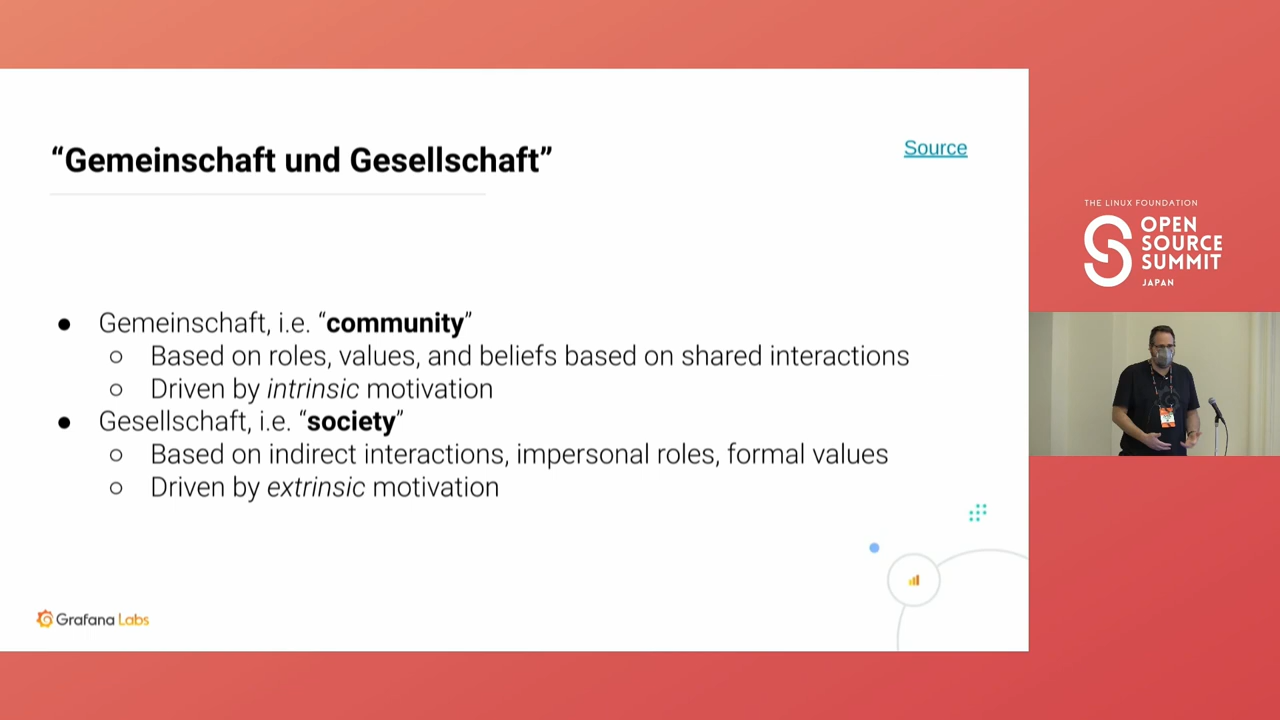 “Gemeinschaft und Gesellschaft”
Source
● Gemeinschaft, i.e. “community”
○ Based on roles, values, and beliefs based on shared interactions
○ Driven by intrinsic motivation
● Gesellschaft, i.e. “society”
○ Based on indirect interactions, impersonal roles, formal values
○ Driven by extrinsic motivation
Grafana Labs
THE LINUX FOUNDATION
OPEN
SOURCE
SUMMIT
JAPAN